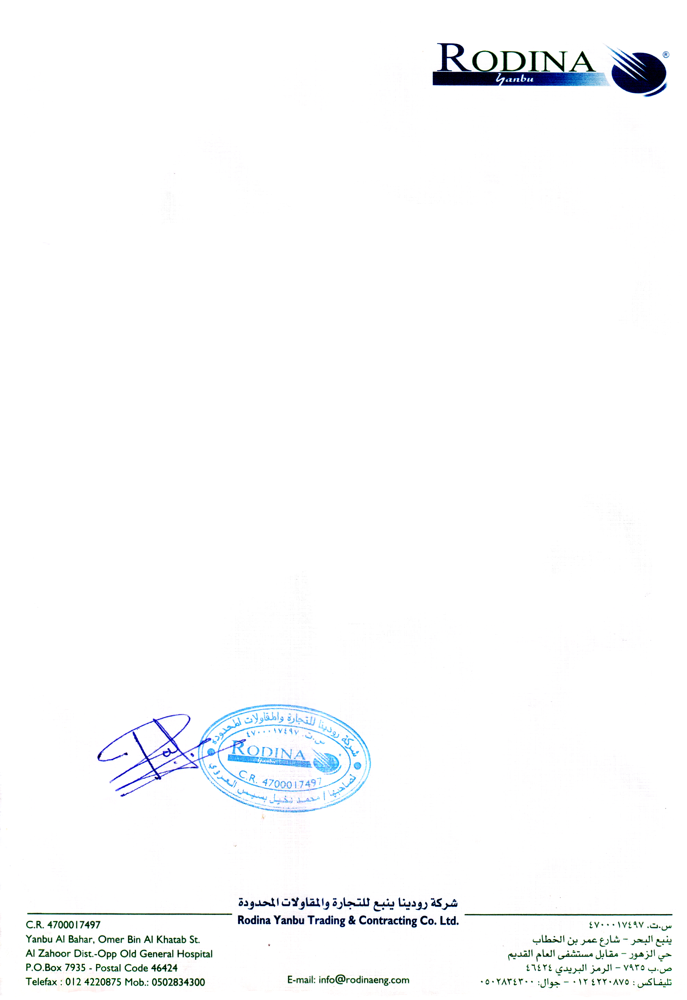 RODINA ®
Yanbu
شركة رودينا للتجارة والمقاولات المحدودة
س.ت. ٤٧٠٠٠١٧٤٩٧
RODINA
Yanbu
C.R. 4700017497
لصاحبها / محمد دخيل بسيس العروي
شركة رودينا ينبع للتجارة والمقاولات المحدودة
Rodina Yanbu Trading & Contracting Co. Ltd.
C.R. 4700017497
Yanbu Al Bahar, Omer Bin Al Khatab St.
Al Zahoor Dist.-Opp Old General Hospital
P.O.Box 7935 - Postal Code 46424
Telefax : 012 4220875 Mob.: 0502834300
E-mail: info@rodinaeng.com
س.ت. ٤٧٠٠٠١٧٤٩٧
ينبع البحر – شارع عمر بن الخطاب
حي الزهور – مقابل مستشفى العام القديم
ص.ب ٧٩٣٥ – الرمز البريدي ٤٦٤٢٤
تليفاكس : ٠١٢ ٤٢٢٠٨٧٥ – جوال: ٠٥٠٢٨٣٤٣٠٠